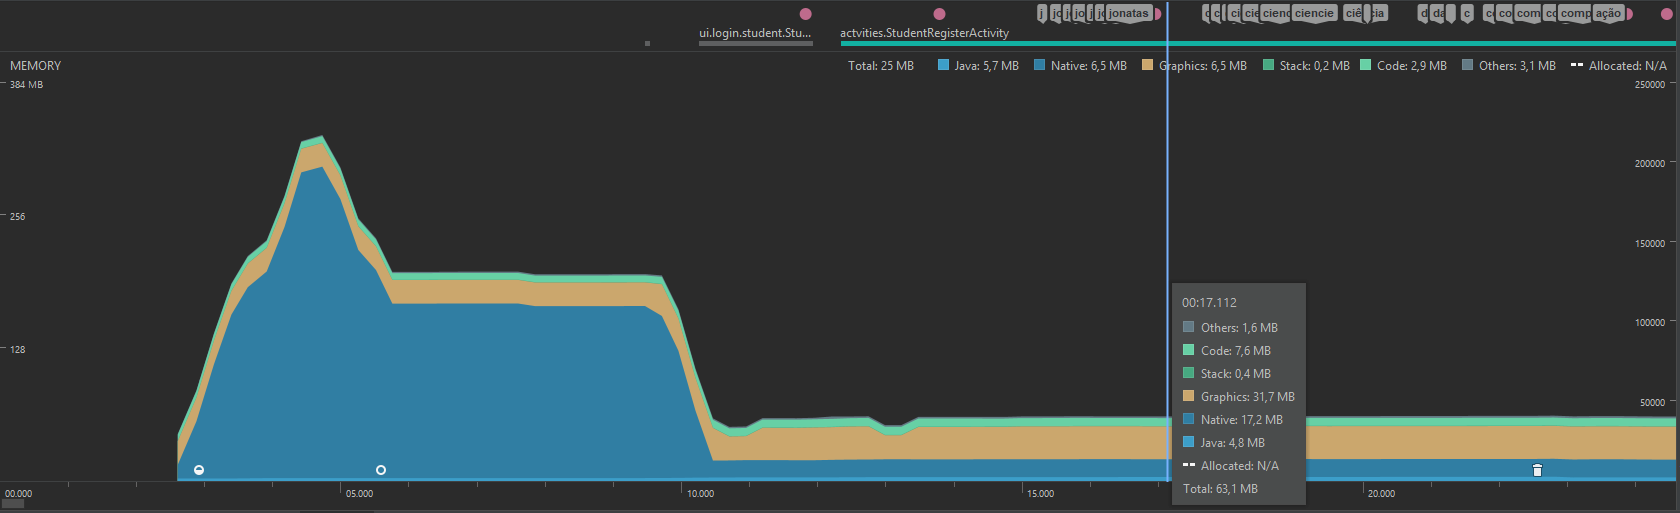 j jo j jo j jo jonatas c c ci cie cienc ciencie ciê cia d da c c co com co comp ação
ui.login.student.Stu... actvities.StudentRegisterActivity
MEMORY Total: 25 MB Java: 5,7 MB Native: 6,5 MB Graphics: 6,5 MB Stack: 0,2 MB Code: 2,9 MB Others: 3,1 MB Allocated: N/A
384 MB 250000
200000
256
150000
00:17.112
Others: 1,6 MB
100000
128
Code: 7,6 MB
Stack: 0,4 MB
Graphics: 31,7 MB
50000
Native: 17,2 MB
Java: 4,8 MB
Allocated: N/A
Total: 63,1 MB
00.000 05.000 10.000 15.000 20.000